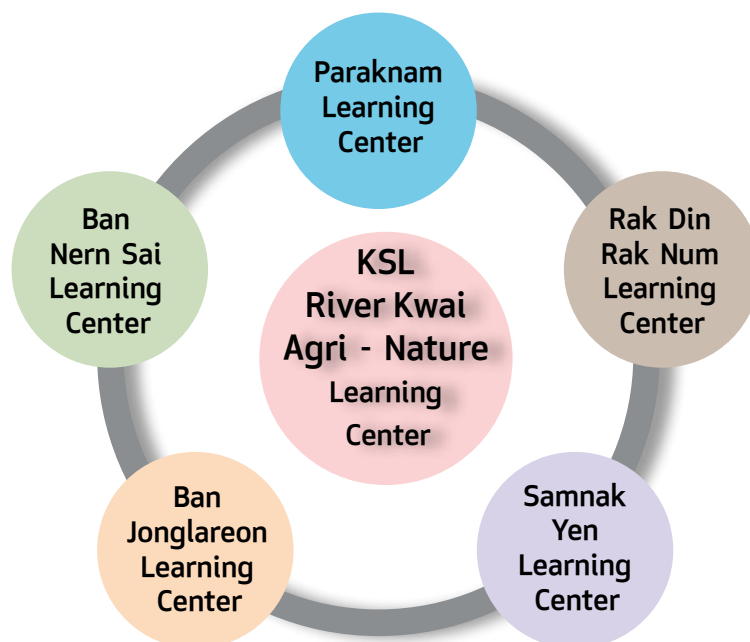 Paraknam
Learning
Center
Ban
Nern Sai
Learning
Center
Rak Din
Rak Num
Learning
Center
KSL
River Kwai
Agri - Nature
Learning
Center
Ban
Jonglareon
Learning
Center
Samnak
Yen
Learning
Center